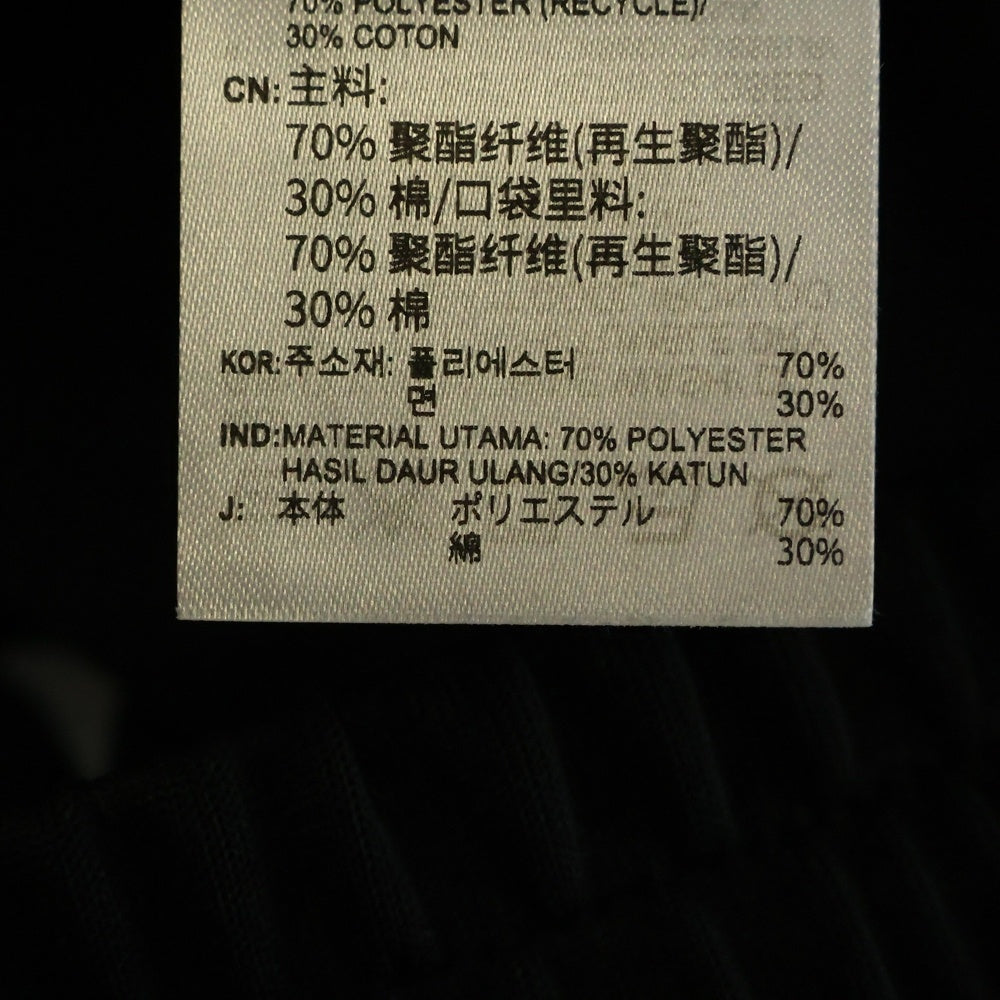 70% POLYESTER (RECYCLE)/
30% COTON
CN: 主料:
70% 聚酯纤维(再生聚酯)/
30% 棉/口袋里料:
70% 聚酯纤维(再生聚酯)/
30% 棉
KOR: 주소재: 폴리에스터 70%
면 30%
IND: MATERIAL UTAMA: 70% POLYESTER
HASIL DAUR ULANG/30% KATUN
J: 本体 ポリエステル 70%
綿 30%